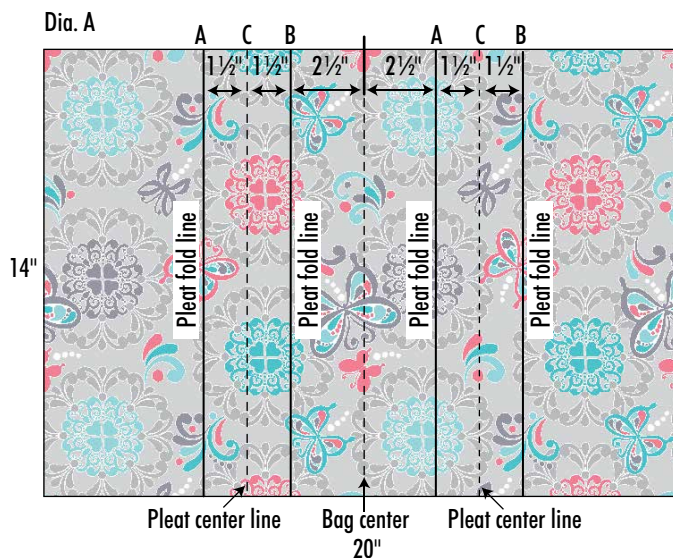 Dia. A
A C B A C B
1½" 1½" 2½" 2½" 1½" 1½"
14"
Pleat fold line
Pleat fold line
Pleat fold line
Pleat fold line
Pleat center line
Bag center
Pleat center line
20"